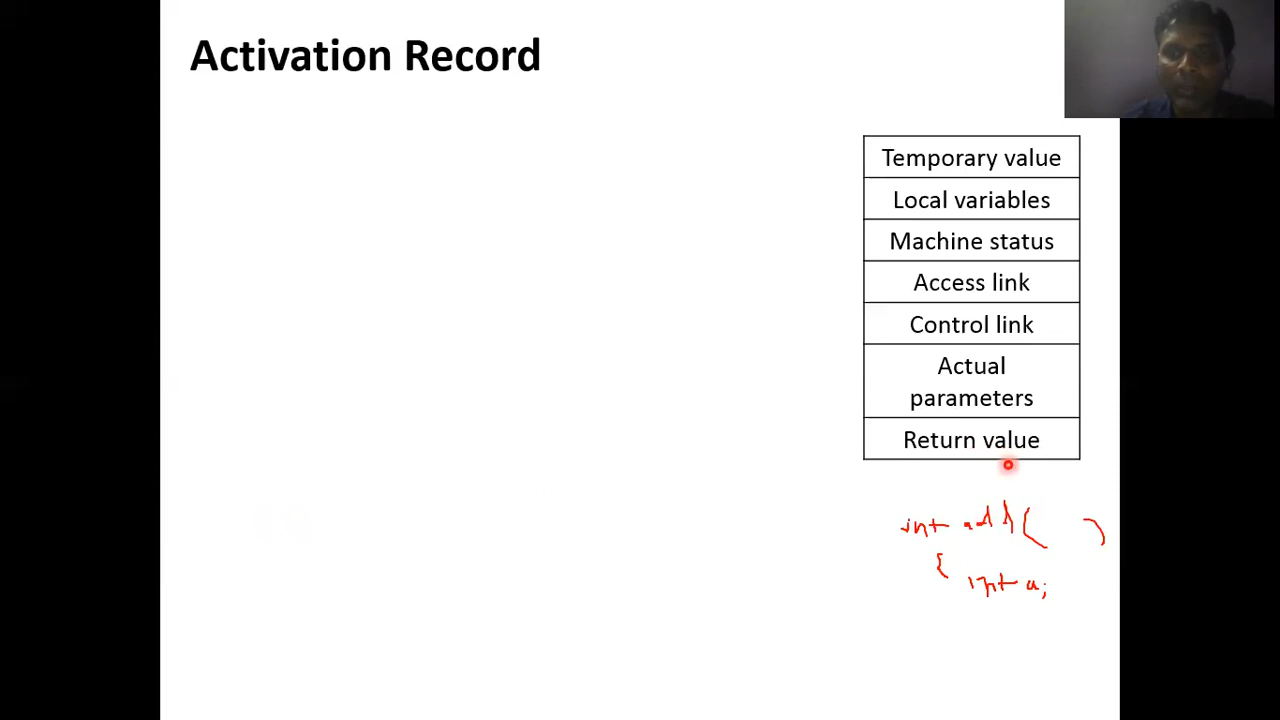 Activation Record
Temporary value
Local variables
Machine status
Access link
Control link
Actual
parameters
Return value
int add( )
{
int a;